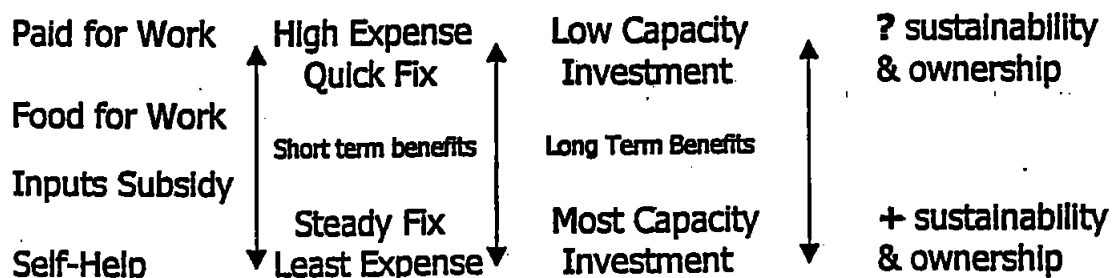 Paid for Work High Expense Low Capacity ? sustainability
Quick Fix Investment & ownership
Food for Work
Short term benefits Long Term Benefits
Inputs Subsidy
Steady Fix Most Capacity + sustainability
Self-Help Least Expense Investment & ownership